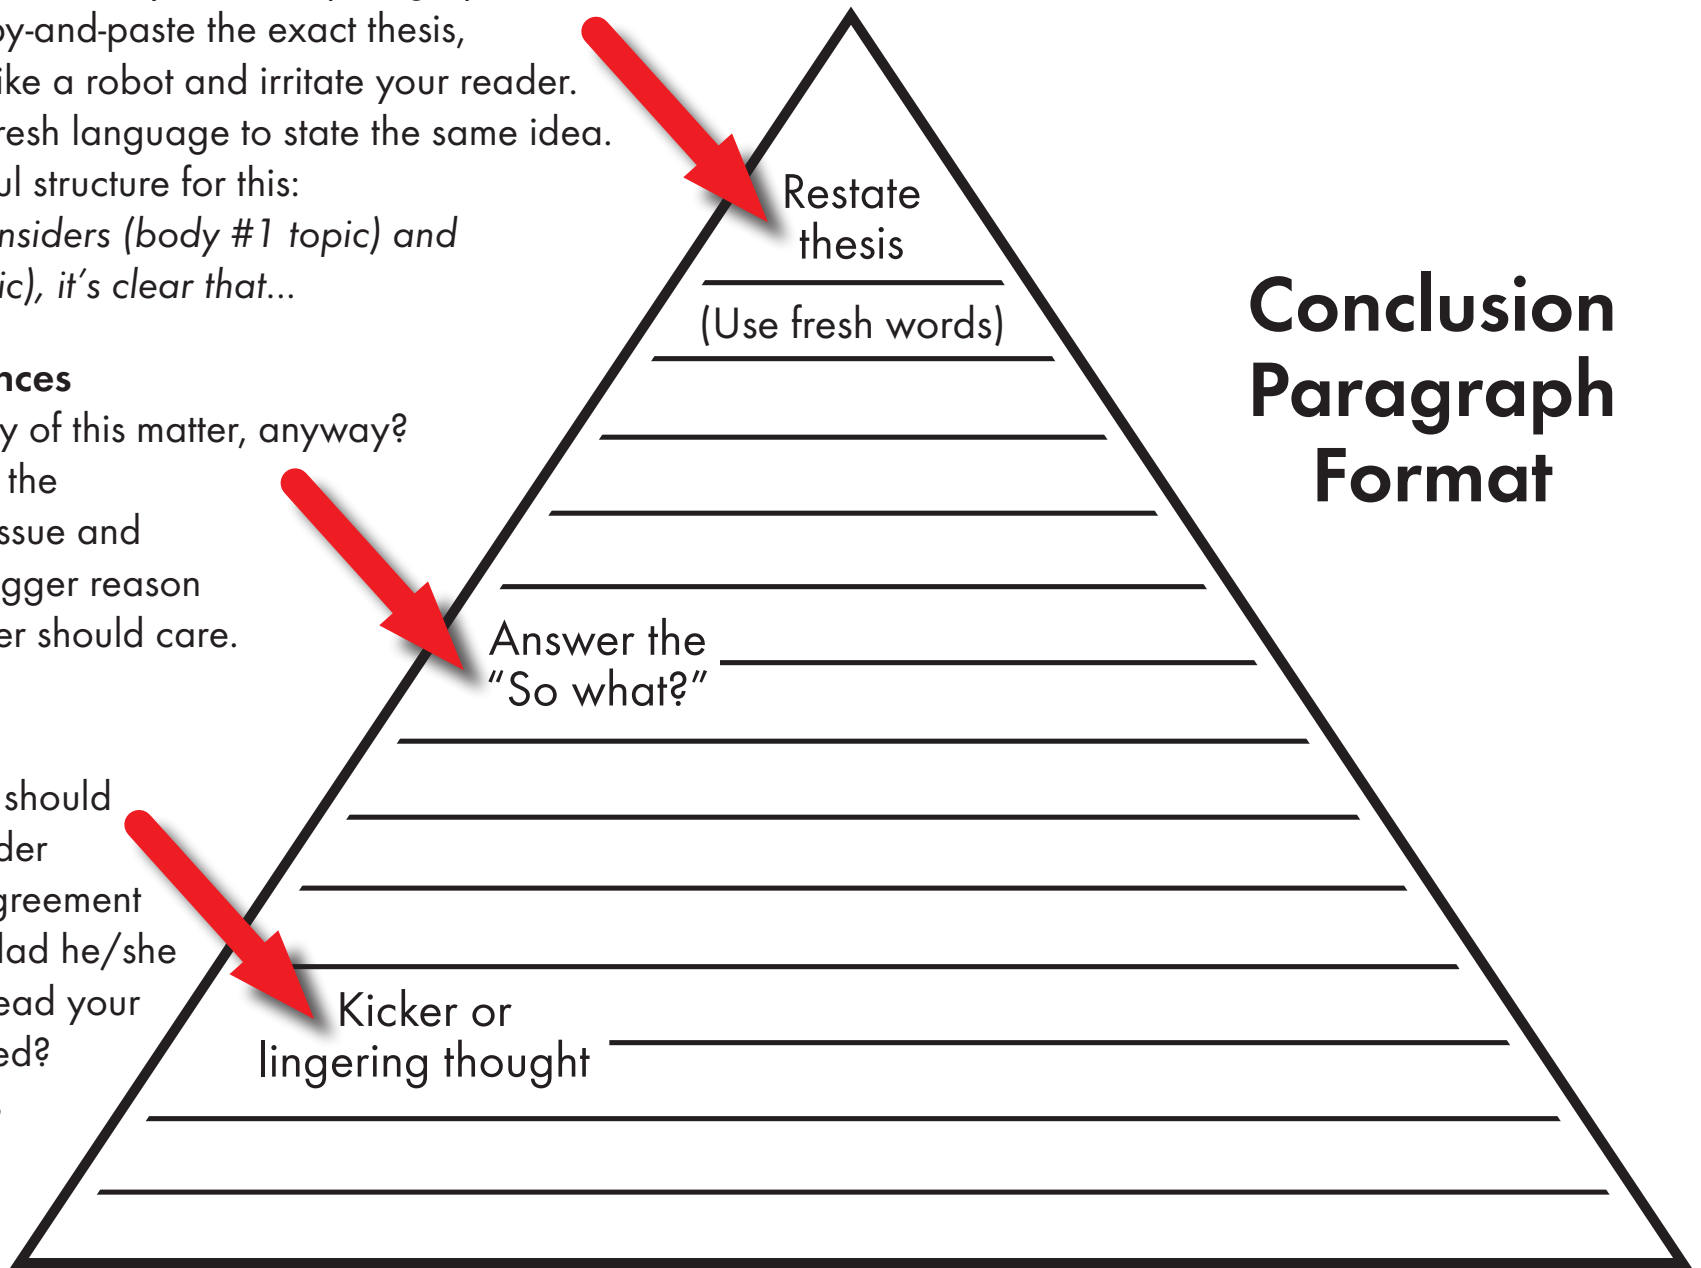 by-and-paste the exact thesis,
ike a robot and irritate your reader.
resh language to state the same idea.
ul structure for this:
nsiders (body #1 topic) and
ic), it's clear that...
nces
y of this matter, anyway?
the
ssue and
gger reason
er should care.
should
der
greement
lad he/she
ead your
ed?
Restate
thesis
(Use fresh words)
Answer the
"So what?"
Kicker or
lingering thought
Conclusion
Paragraph
Format